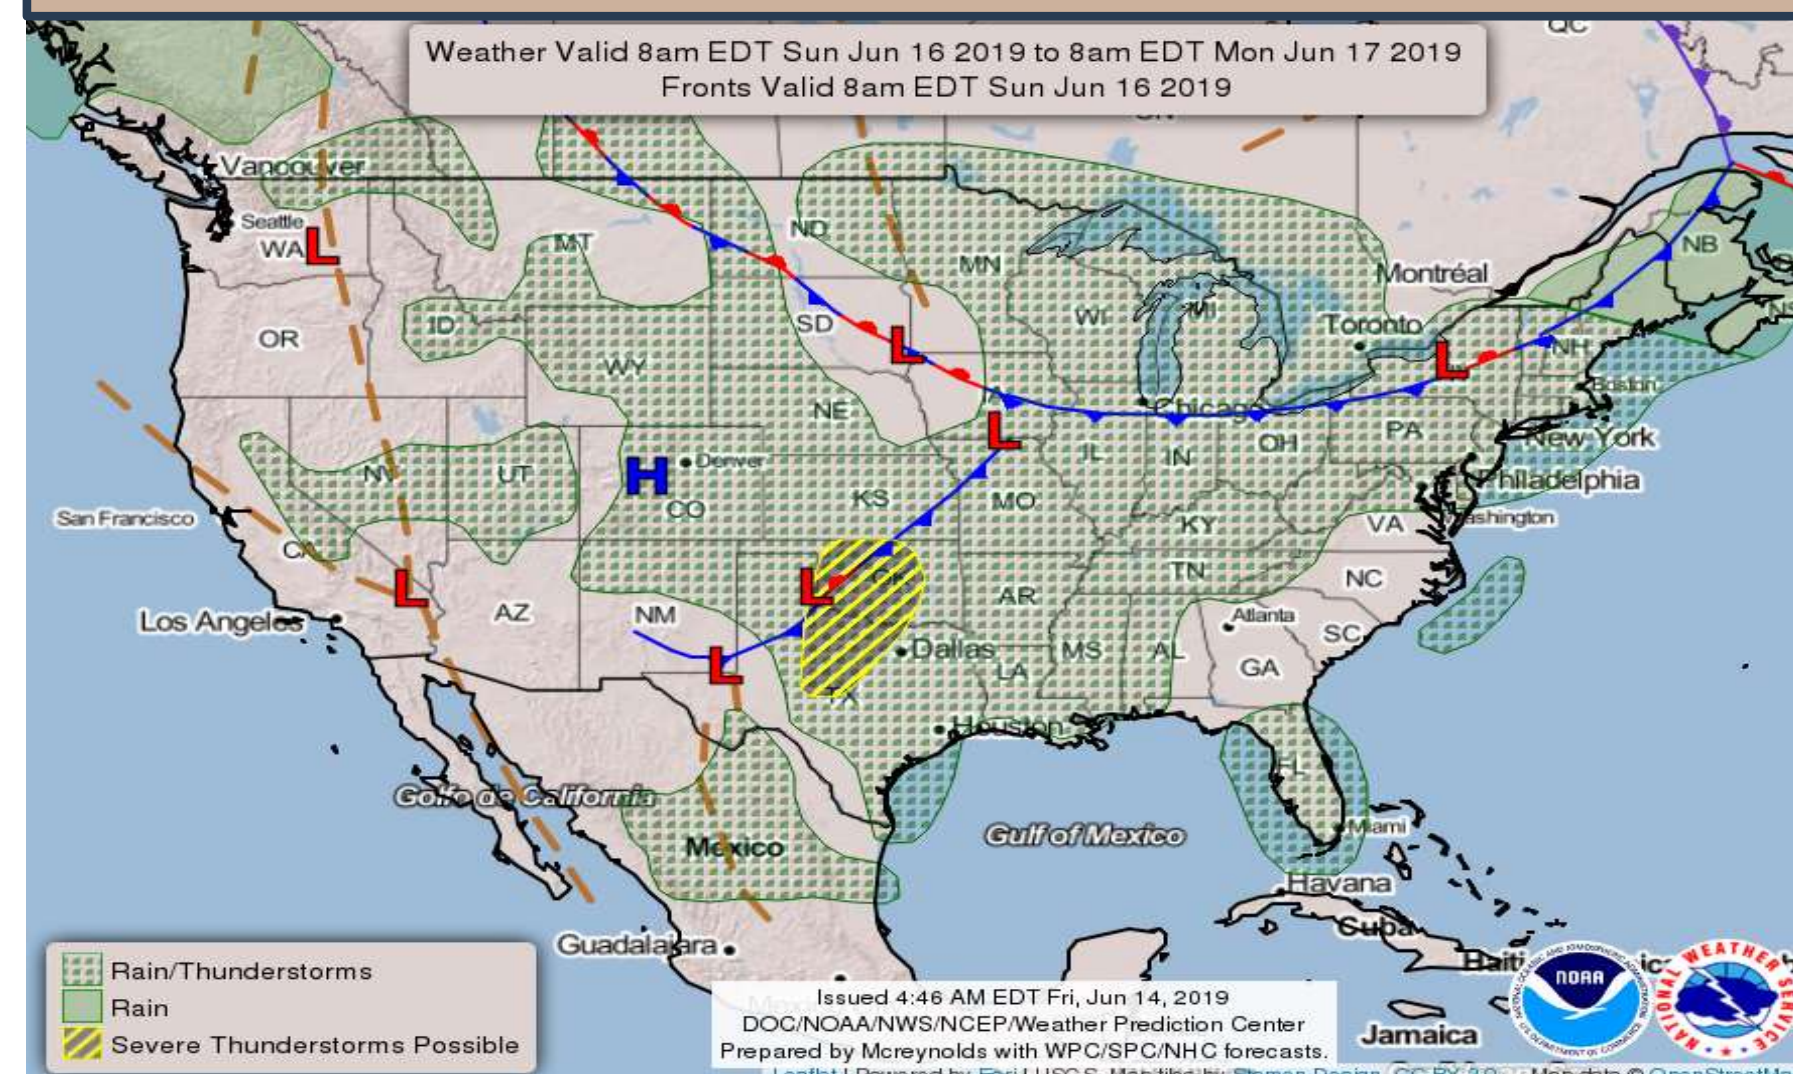 QC
Weather Valid 8am EDT Sun Jun 16 2019 to 8am EDT Mon Jun 17 2019
Fronts Valid 8am EDT Sun Jun 16 2019
Vancouver
Seattle
WA L
MT
ND
MN
NB
Montréal
OR
ID
SD
L
WI
MI
Toronto
WY
L
NH
Boston
NE
IA
Chicago
L
PA
New York
NV
UT
H
Denver
IL
IN
OH
Philadelphia
San Francisco
CO
KS
MO
KY
VA
Washington
CA
L
AZ
NM
L
OK
AR
TN
NC
Los Angeles
Atlanta
SC
L
Dallas
LA
MS
AL
GA
TX
Houston
FL
Golfo de California
Mexico
Gulf of Mexico
Miami
Havana
Cuba
Guadalajara
Haiti
Jamaica
Rain/Thunderstorms
Rain
Severe Thunderstorms Possible
Issued 4:46 AM EDT Fri, Jun 14, 2019
DOC/NOAA/NWS/NCEP/Weather Prediction Center
Prepared by Mcreynolds with WPC/SPC/NHC forecasts.
NOAA
NATIONAL WEATHER SERVICE